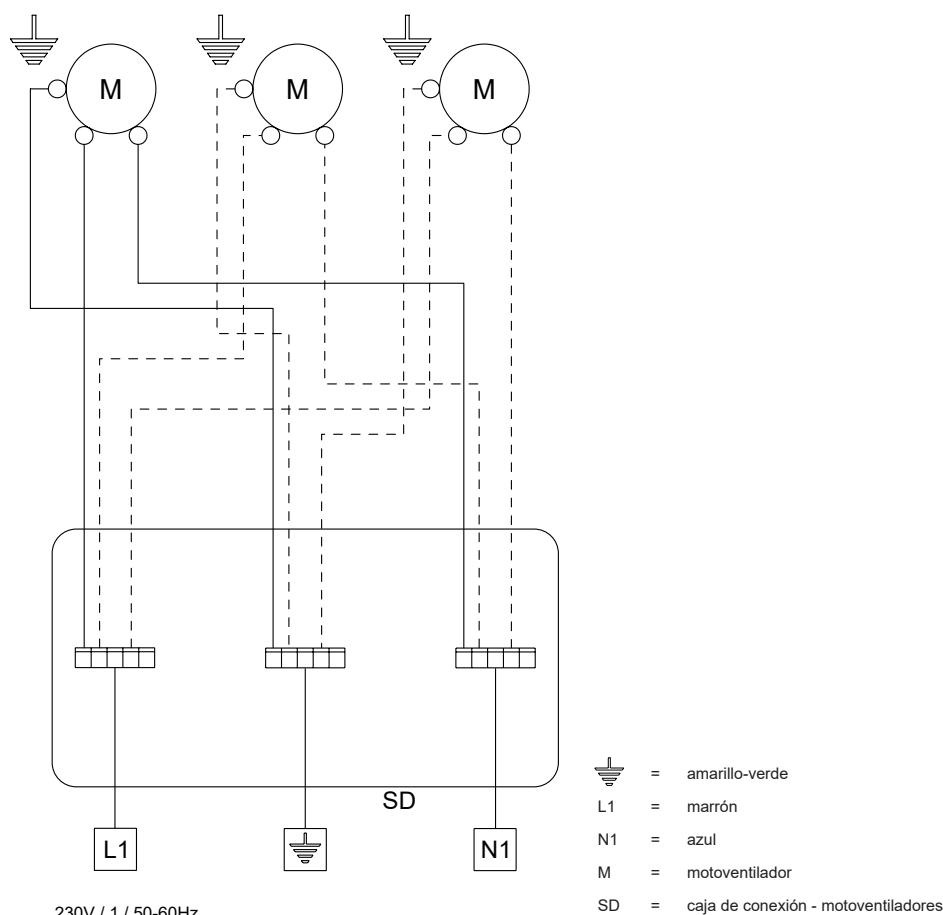 M M M
SD
L1 N1
230V / 1 / 50-60Hz
= amarillo-verde
L1 = marrón
N1 = azul
M = motoventilador
SD = caja de conexión - motoventiladores